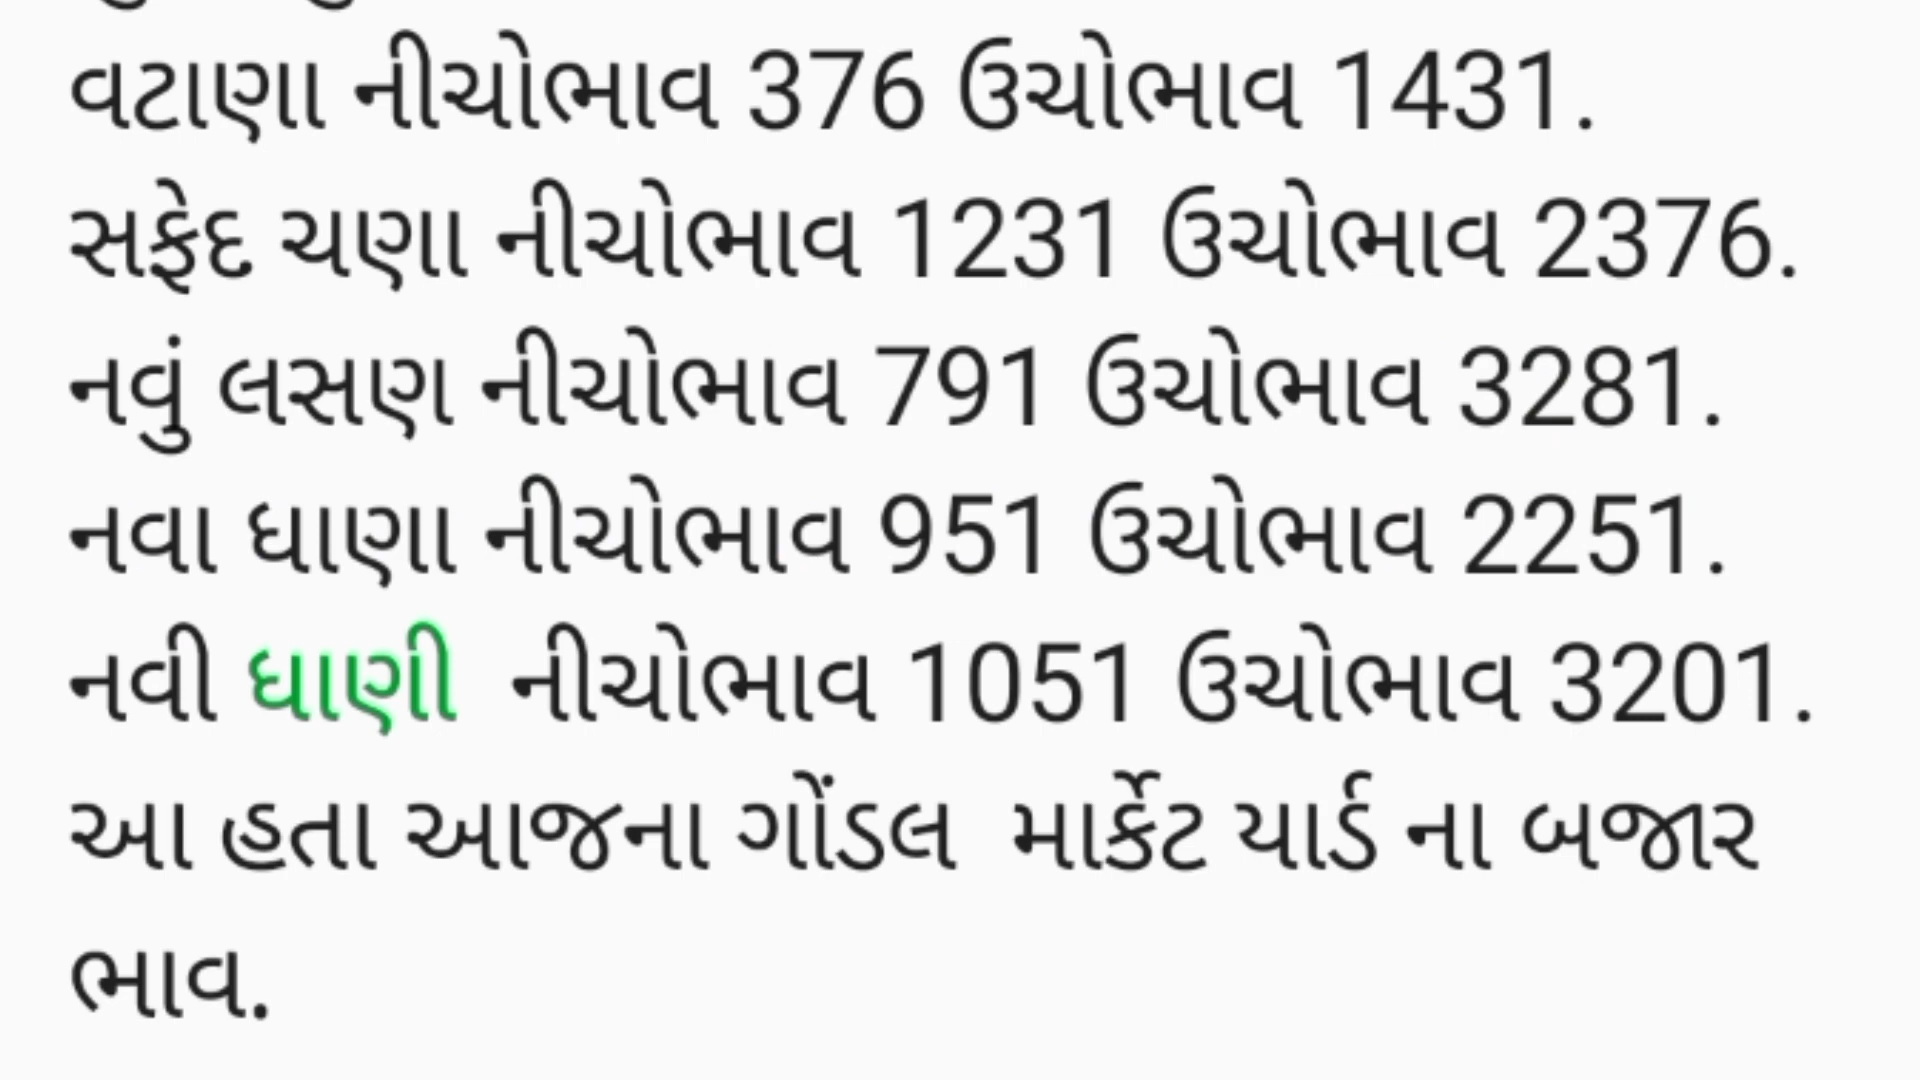 વટાણા નીચોભાવ 376 ઉચોભાવ 1431.
સફેદ ચણા નીચોભાવ 1231 ઉચોભાવ 2376.
નવું લસણ નીચોભાવ 791 ઉચોભાવ 3281.
નવા ધાણા નીચોભાવ 951 ઉચોભાવ 2251.
નવી ધાણી નીચોભાવ 1051 ઉચોભાવ 3201.
આ હતા આજના ગોંડલ માર્કેટ યાર્ડ ના બજાર
ભાવ.